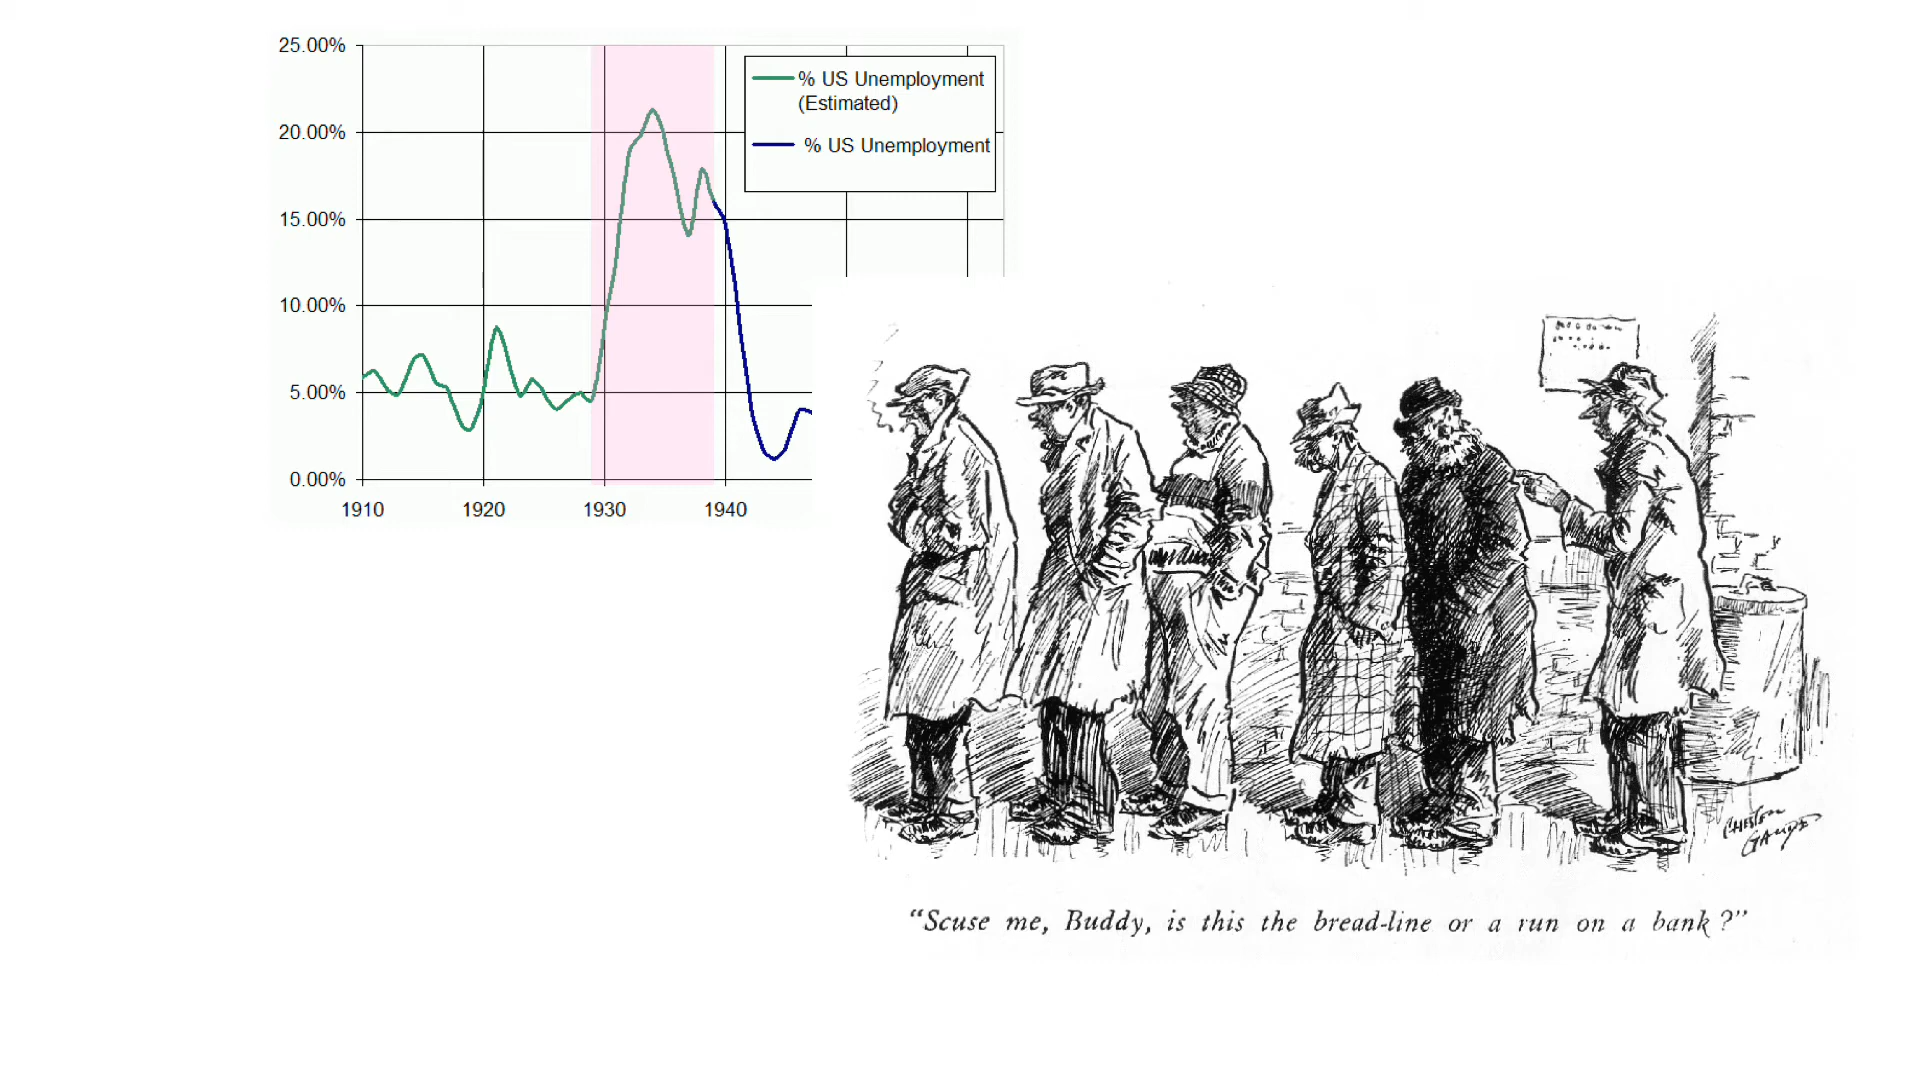 25.00%
20.00%
15.00%
10.00%
5.00%
0.00%
1910
1920
1930
1940
% US Unemployment
(Estimated)
% US Unemployment
“Scuse me, Buddy, is this the bread-line or a run on a bank?”